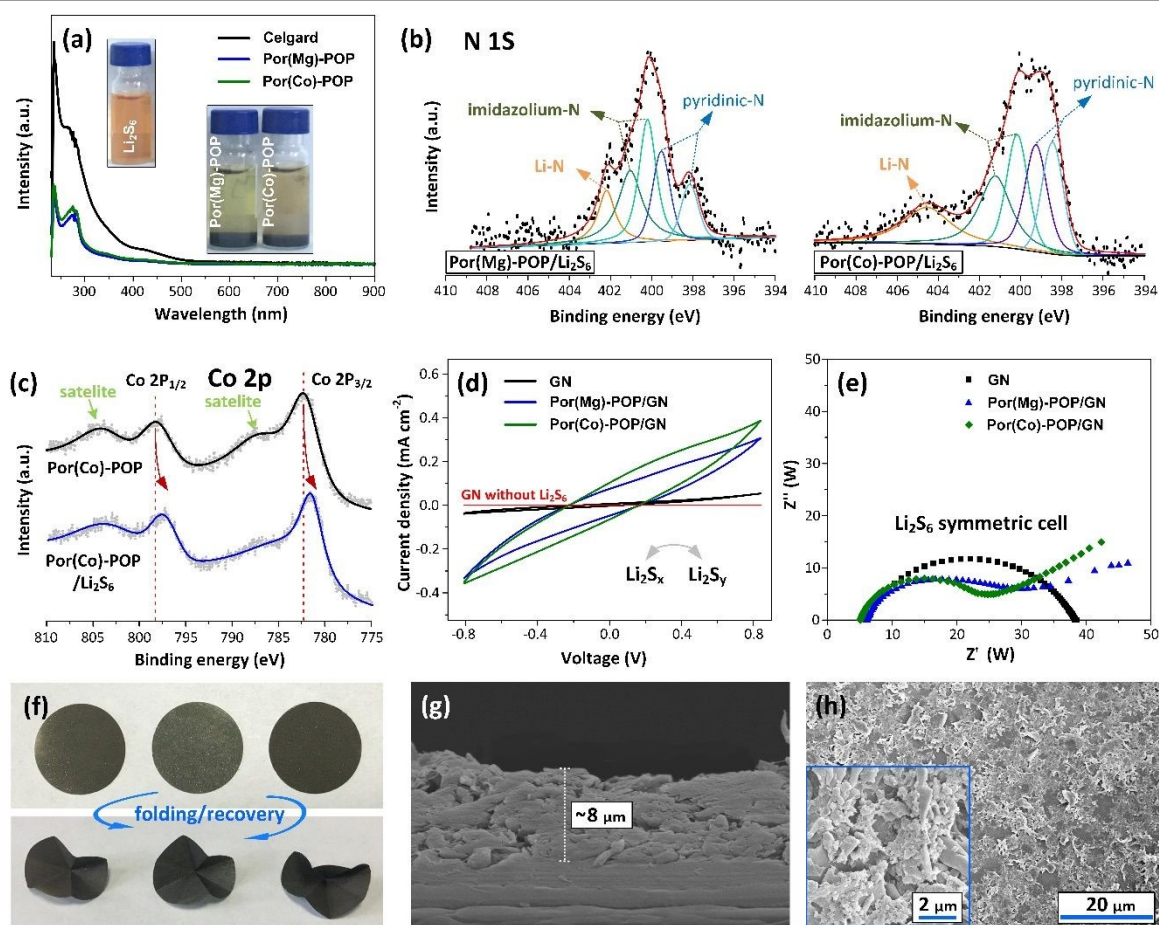 (a)
Celgard
Por(Mg)-POP
Por(Co)-POP
Li₂S₆
Por(Mg)-POP
Por(Co)-POP
Intensity (a.u.)
300 400 500 600 700 800 900
Wavelength (nm)
(b) N 1S
imidazolium-N
pyridinic-N
Li-N
Intensity (a.u.)
Por(Mg)-POP/Li₂S₆
410 408 406 404 402 400 398 396 394
Binding energy (eV)
pyridinic-N
imidazolium-N
Li-N
Por(Co)-POP/Li₂S₆
410 408 406 404 402 400 398 396 394
Binding energy (eV)
(c) Co 2P₁/₂ Co 2p Co 2P₃/₂
satelite
satelite
Por(Co)-POP
Por(Co)-POP
/Li₂S₆
Intensity (a.u.)
810 805 800 795 790 785 780 775
Binding energy (eV)
(d)
GN
Por(Mg)-POP/GN
Por(Co)-POP/GN
GN without Li₂S₆
Li₂Sₓ Li₂Sᵧ
Current density (mA cm⁻²)
0.6
0.4
0.2
0.0
-0.2
-0.4
-0.8 -0.4 0.0 0.4 0.8
Voltage (V)
(e)
GN
Por(Mg)-POP/GN
Por(Co)-POP/GN
Li₂S₆ symmetric cell
Z'' (W)
50
40
30
20
10
0
0 10 20 30 40 50
Z' (W)
(f)
folding/recovery
(g)
~8 µm
(h)
2 µm
20 µm